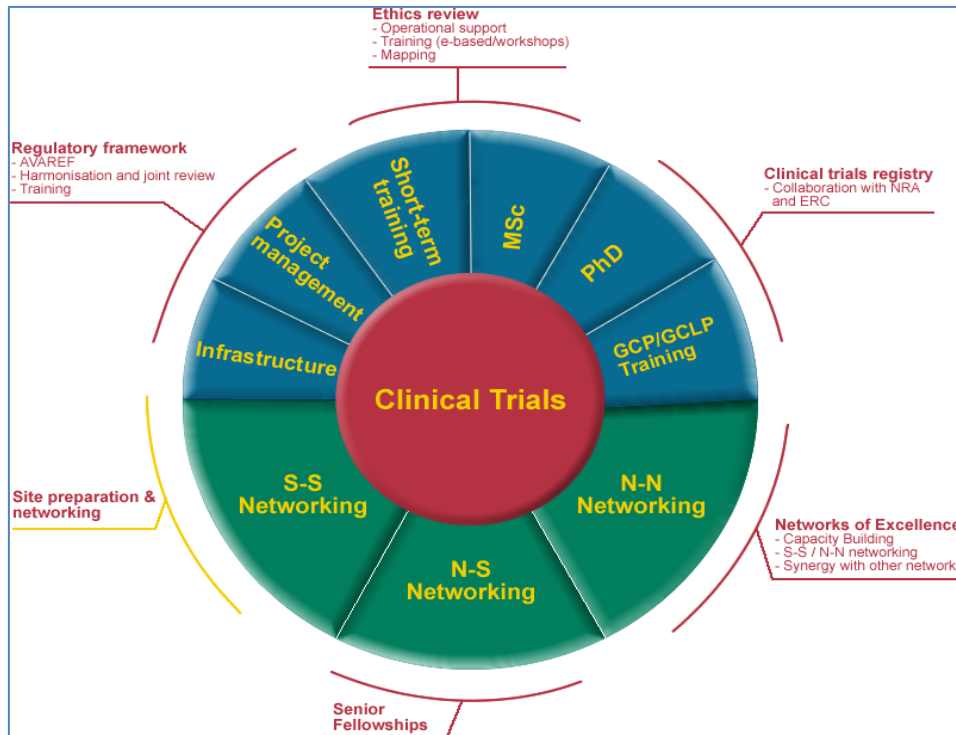 Ethics review
- Operational support
- Training (e-based/workshops)
- Mapping
Regulatory framework
- AVAREF
- Harmonisation and joint review
- Training
Clinical trials registry
- Collaboration with NRA
and ERC
Infrastructure
Project
management
Short-term
training
MSc
PhD
GCP/GCLP
Training
Clinical Trials
S-S
Networking
N-S
Networking
N-N
Networking
Site preparation &
networking
Networks of Excellence
- Capacity Building
- S-S / N-N networking
- Synergy with other network
Senior
Fellowships